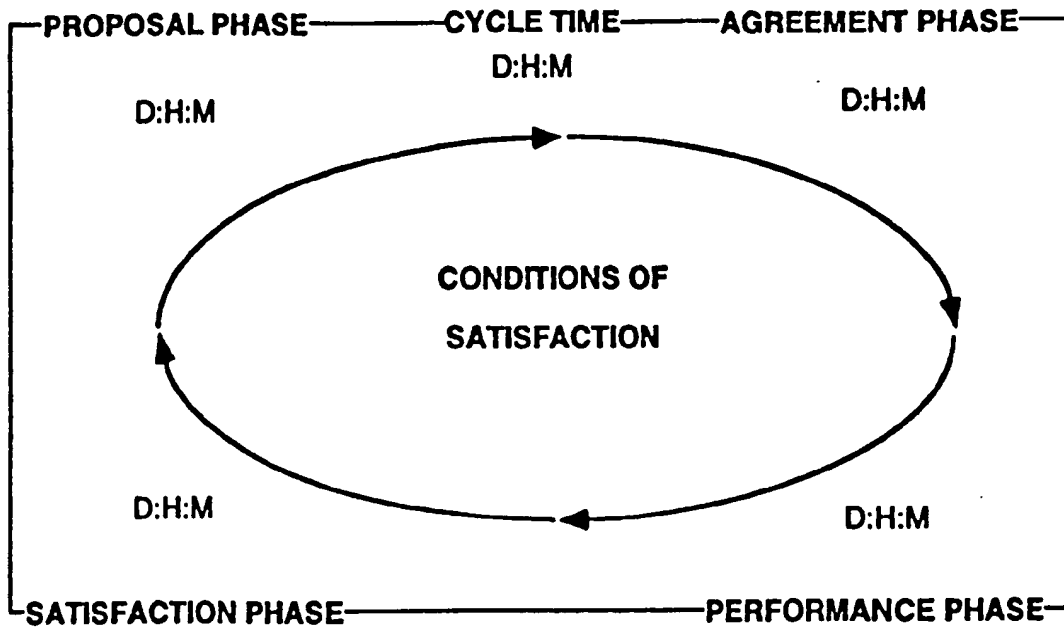 PROPOSAL PHASE CYCLE TIME AGREEMENT PHASE
D:H:M
D:H:M D:H:M
CONDITIONS OF
SATISFACTION
D:H:M D:H:M
SATISFACTION PHASE PERFORMANCE PHASE